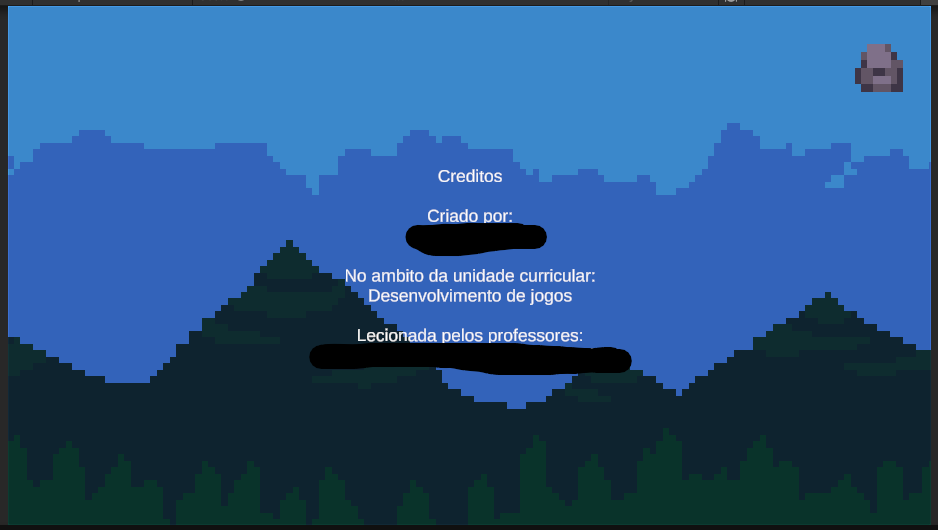 Creditos
Criado por:
No ambito da unidade curricular:
Desenvolvimento de jogos
Lecionada pelos professores: